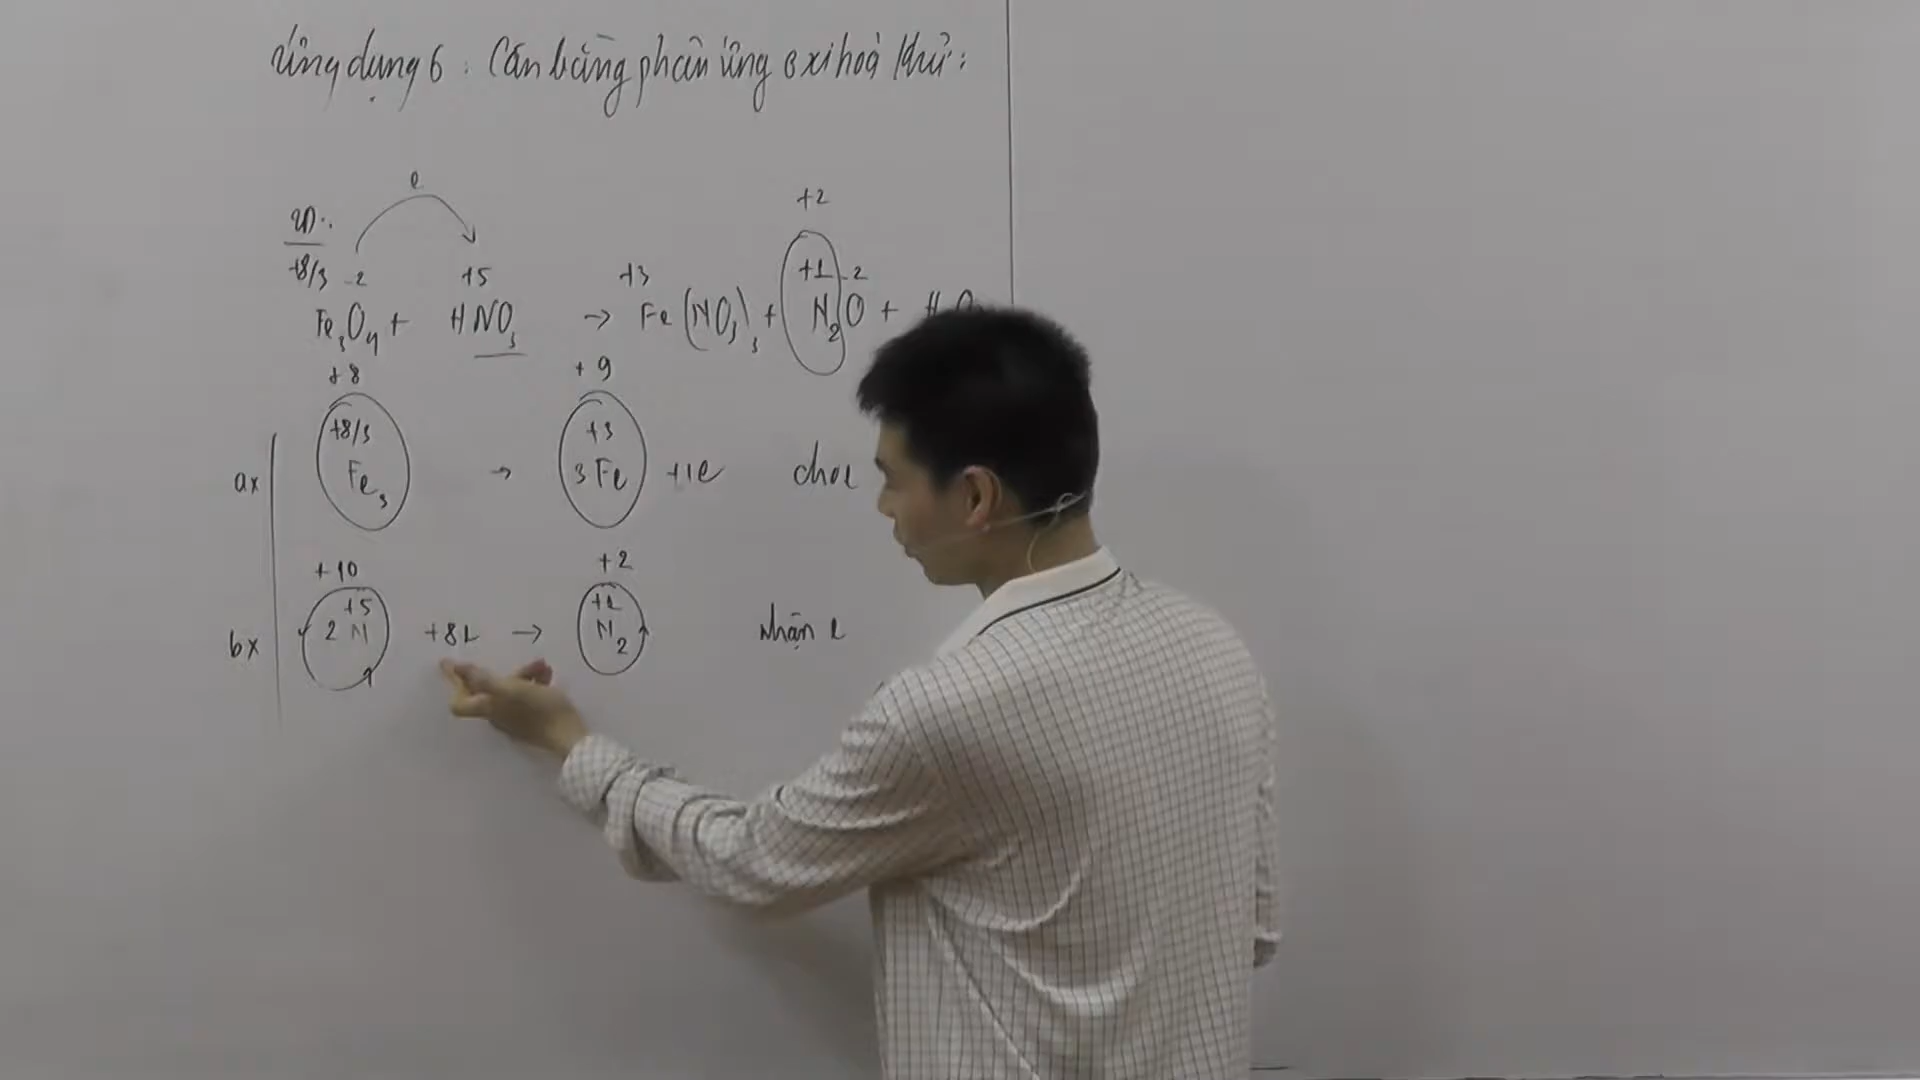 Ứng dụng 6 : Cân bằng phản ứng oxi hoá khử :
e
VD:
+2
+8/3 -2 +5 +3 +1 -2
Fe3O4 + HNO3 → Fe(NO3)3 + N2O + H
+8 +9
+8/3 +3
ax Fe3 → 3Fe +1e cho e
+10 +2
+5 +1
bx 2N +8e → N2 nhận e